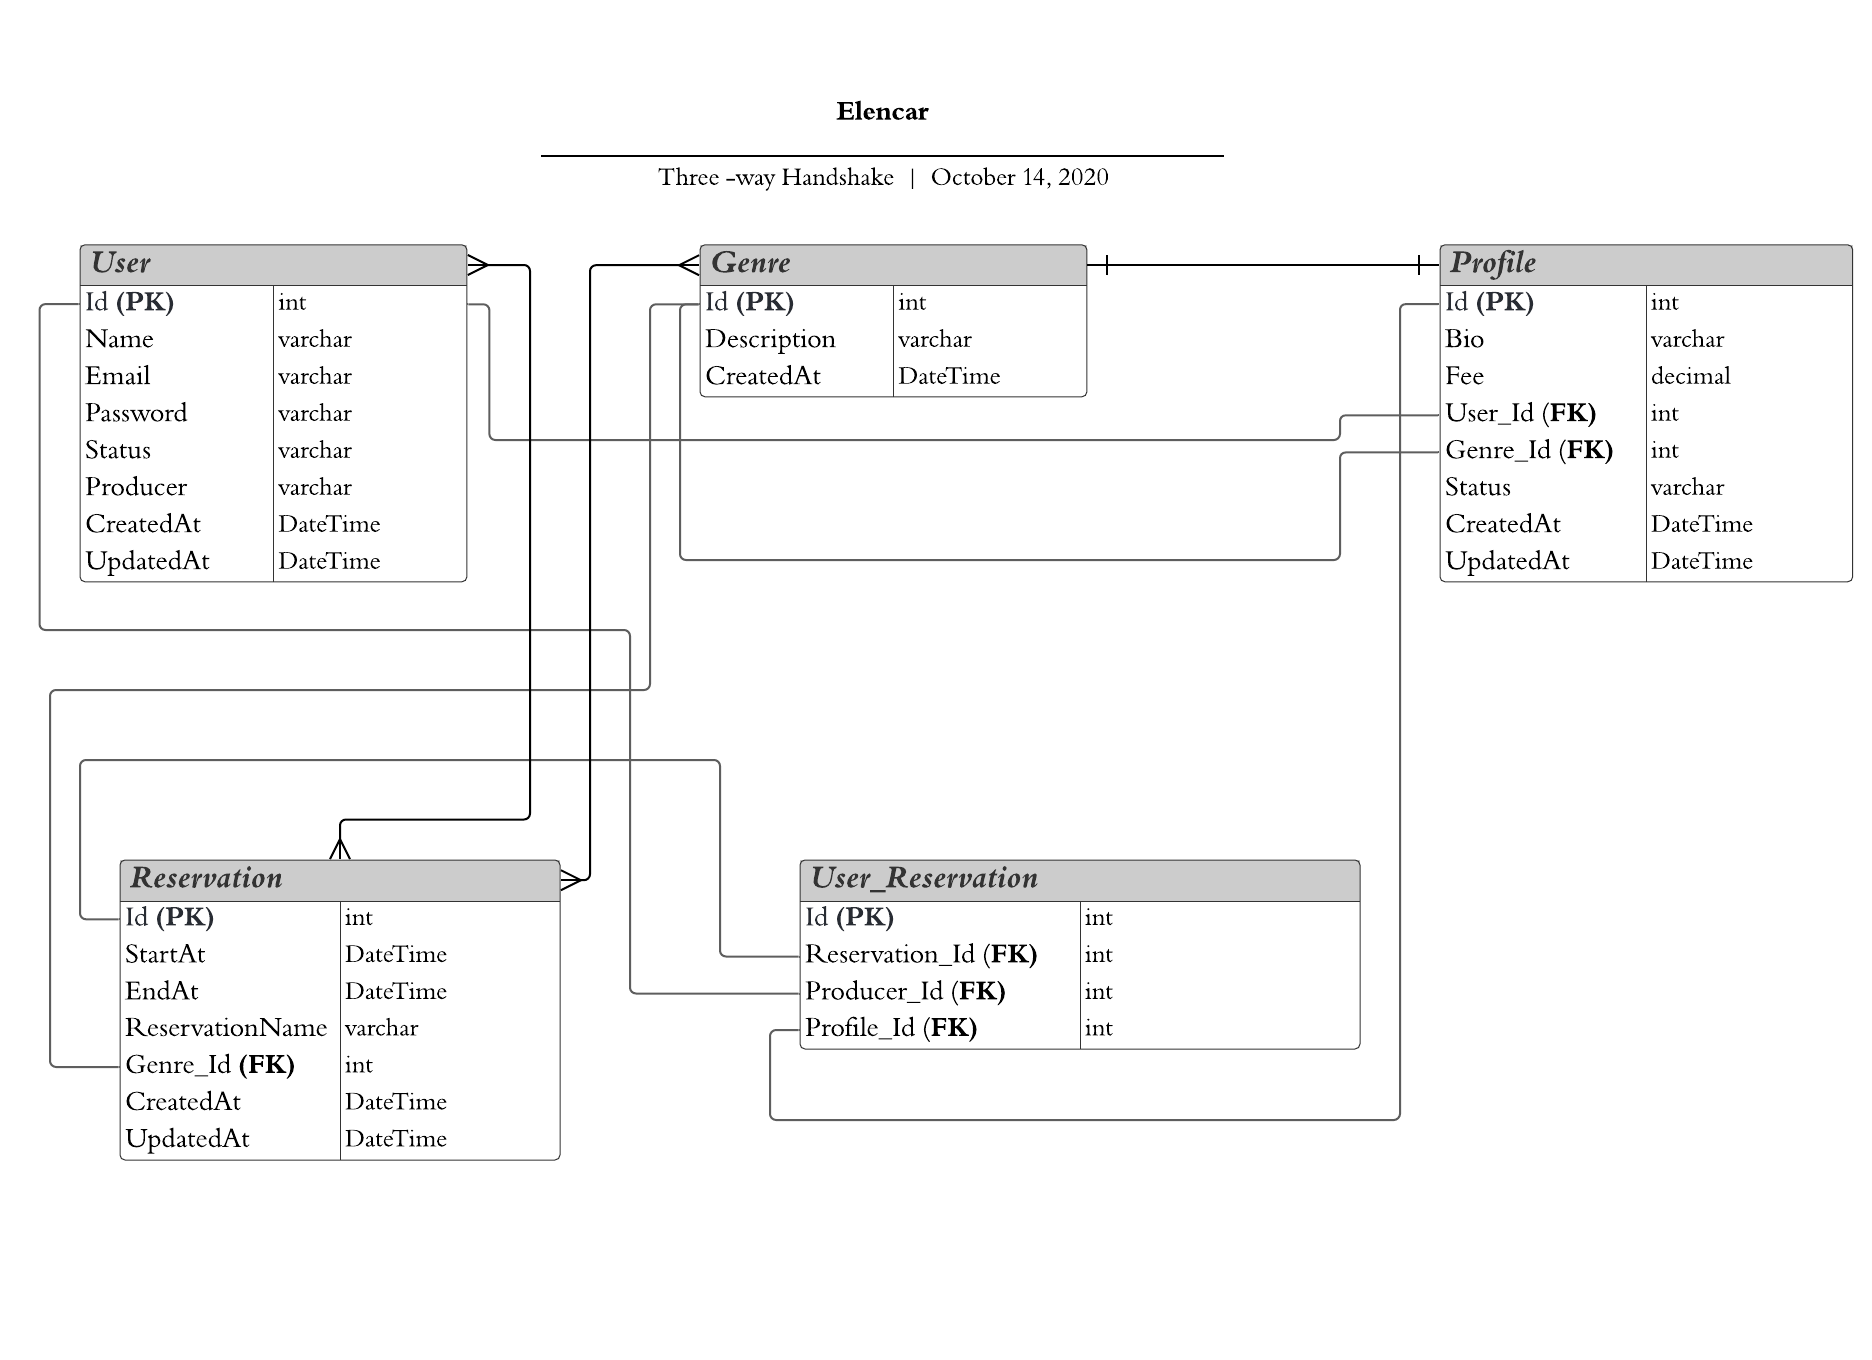 Elencar
Three -way Handshake | October 14, 2020
User
Id (PK) int
Name varchar
Email varchar
Password varchar
Status varchar
Producer varchar
CreatedAt DateTime
UpdatedAt DateTime
Genre
Id (PK) int
Description varchar
CreatedAt DateTime
Profile
Id (PK) int
Bio varchar
Fee decimal
User_Id (FK) int
Genre_Id (FK) int
Status varchar
CreatedAt DateTime
UpdatedAt DateTime
Reservation
Id (PK) int
StartAt DateTime
EndAt DateTime
ReservationName varchar
Genre_Id (FK) int
CreatedAt DateTime
UpdatedAt DateTime
User_Reservation
Id (PK) int
Reservation_Id (FK) int
Producer_Id (FK) int
Profile_Id (FK) int